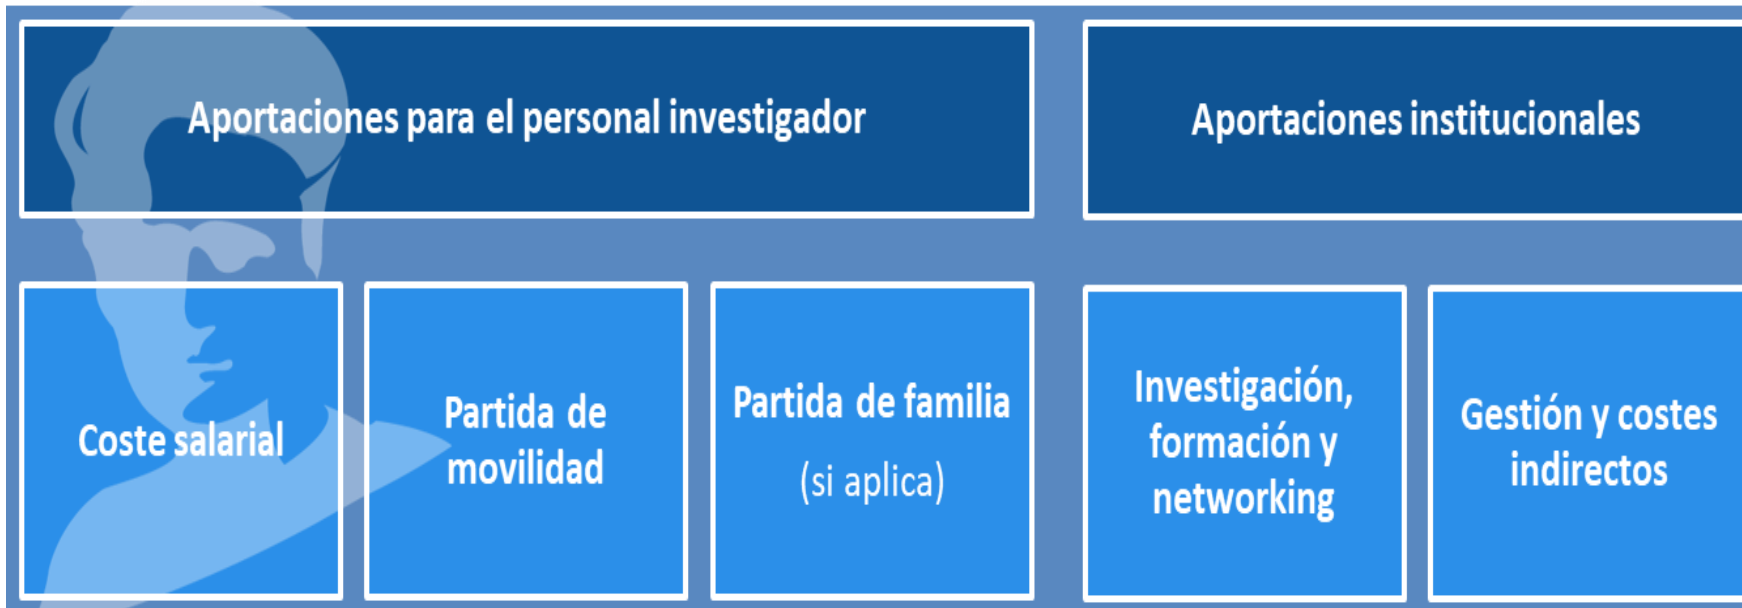 Aportaciones para el personal investigador
Aportaciones institucionales
Coste salarial
Partida de
movilidad
Partida de familia
(si aplica)
Investigación,
formación y
networking
Gestión y costes
indirectos